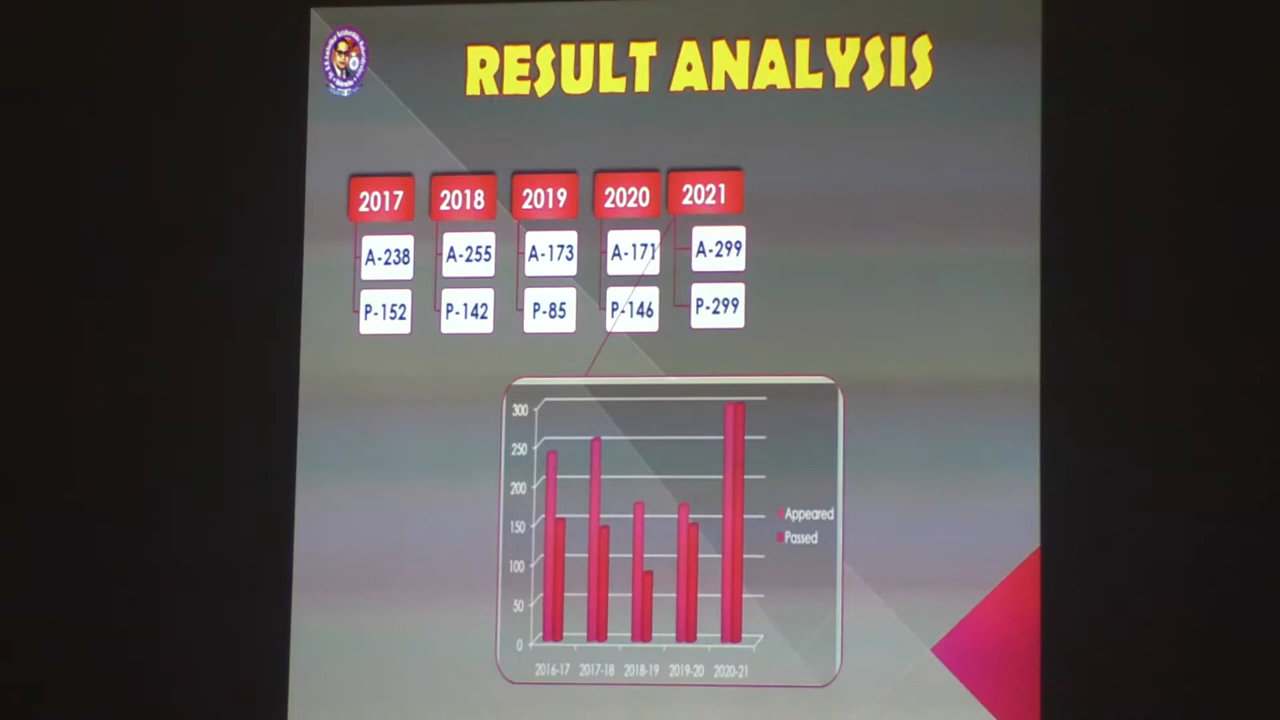 RESULT ANALYSIS
2017 2018 2019 2020 2021
A-238 A-255 A-173 A-171 A-299
P-152 P-142 P-85 P-146 P-299
300
250
200
150
100
50
0
2016-17 2017-18 2018-19 2019-20 2020-21
Appeared
Passed